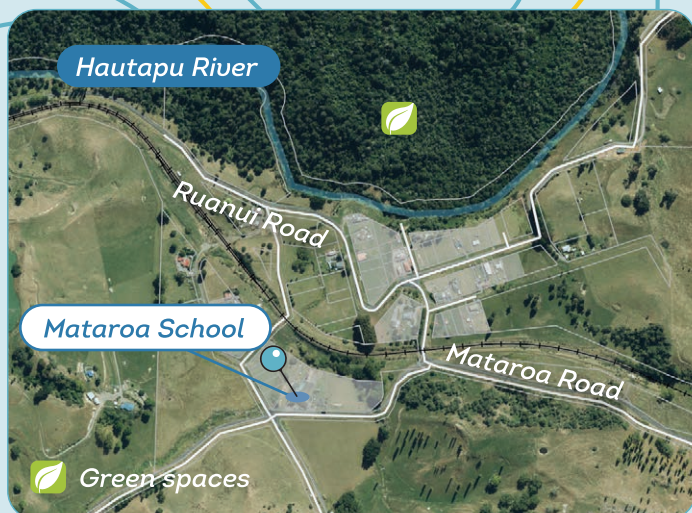 Hautapu River
Ruanui Road
Mataroa School
Mataroa Road
Green spaces